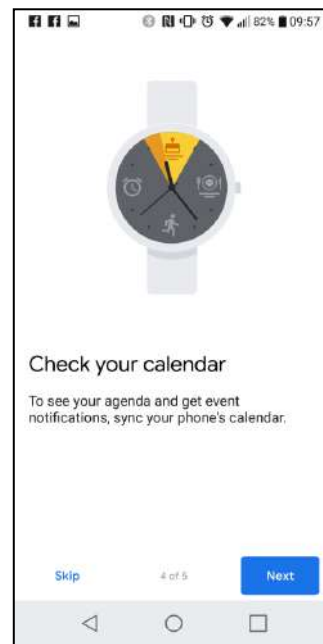 82% 09:57
Check your calendar
To see your agenda and get event
notifications, sync your phone's calendar.
Skip 4 of 5 Next